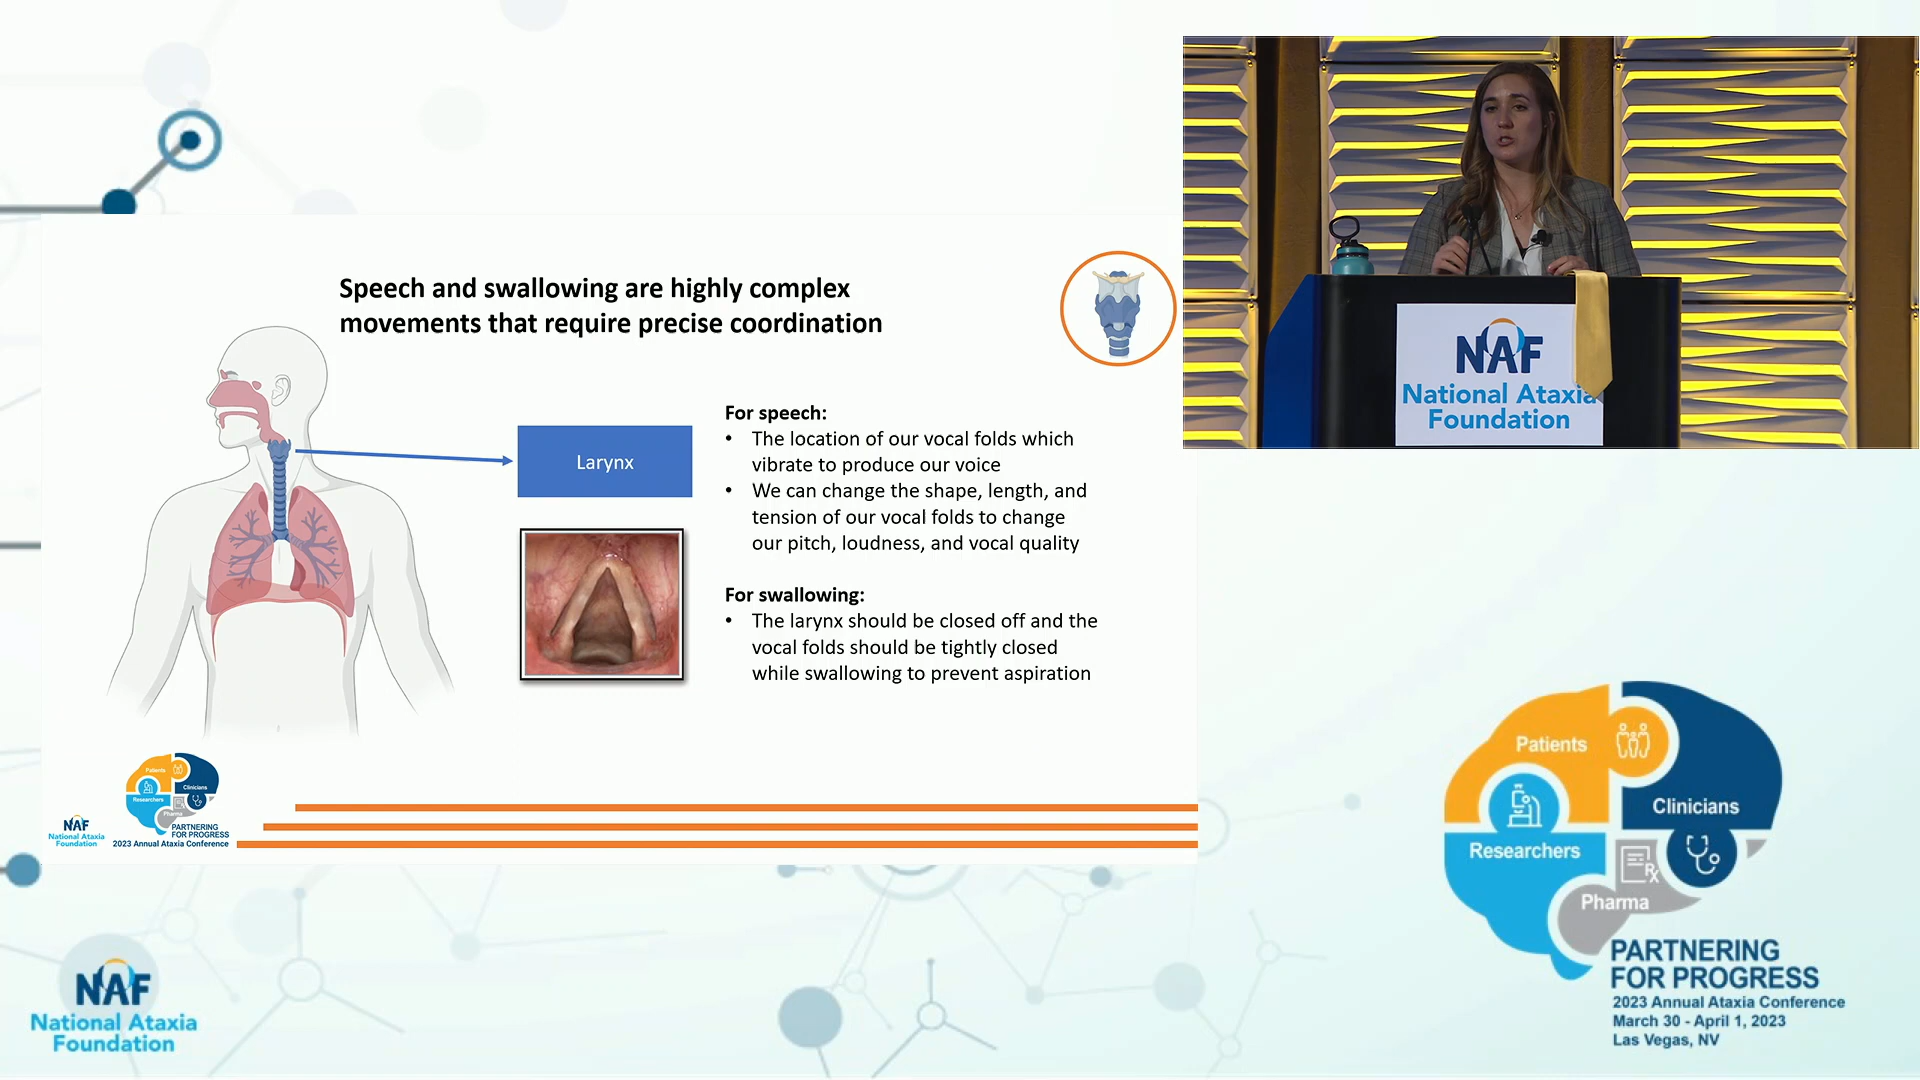 Speech and swallowing are highly complex
movements that require precise coordination
Larynx
For speech:
• The location of our vocal folds which
vibrate to produce our voice
• We can change the shape, length, and
tension of our vocal folds to change
our pitch, loudness, and vocal quality
For swallowing:
• The larynx should be closed off and the
vocal folds should be tightly closed
while swallowing to prevent aspiration
NAF
National Ataxia
Foundation
Patients
Clinicians
Researchers
Pharma
PARTNERING
FOR PROGRESS
2023 Annual Ataxia Conference
NAF
National Ataxia
Foundation
Patients
Clinicians
Researchers
Rx
Pharma
PARTNERING
FOR PROGRESS
2023 Annual Ataxia Conference
March 30 - April 1, 2023
Las Vegas, NV
NAF
National Ataxia
Foundation